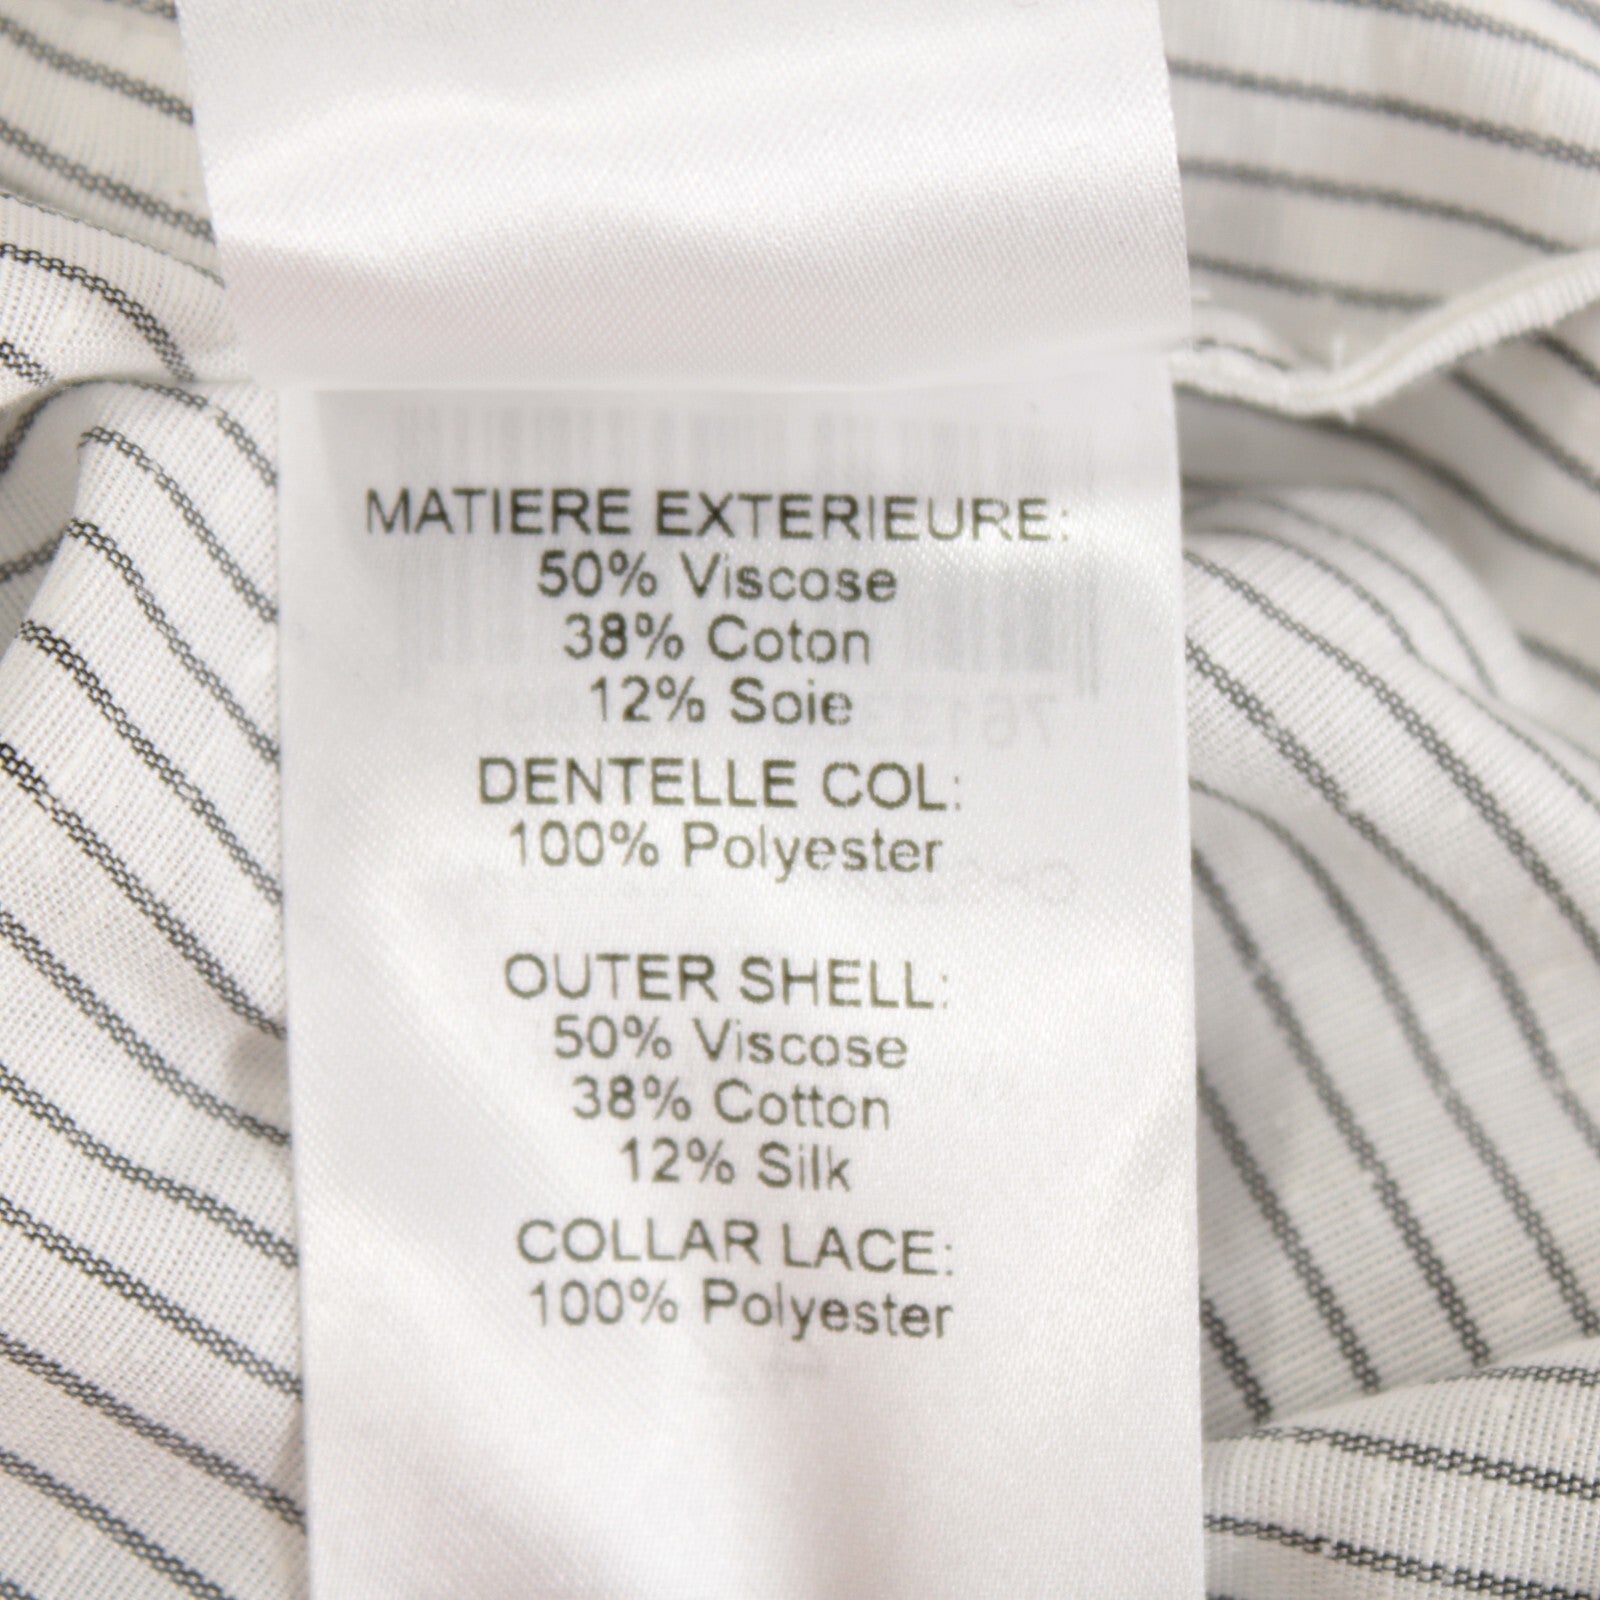 MATIERE EXTERIEURE:
50% Viscose
38% Coton
12% Soie
DENTELLE COL:
100% Polyester
OUTER SHELL:
50% Viscose
38% Cotton
12% Silk
COLLAR LACE:
100% Polyester